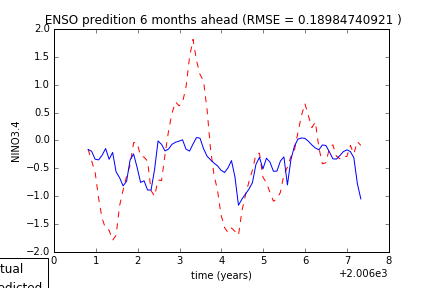 ENSO predition 6 months ahead (RMSE = 0.18984740921 )
2.0
1.5
1.0
0.5
0.0
−0.5
−1.0
−1.5
−2.0
NINO3.4
0 1 2 3 4 5 6 7 8
time (years)
+2.006e3
tual
edicted